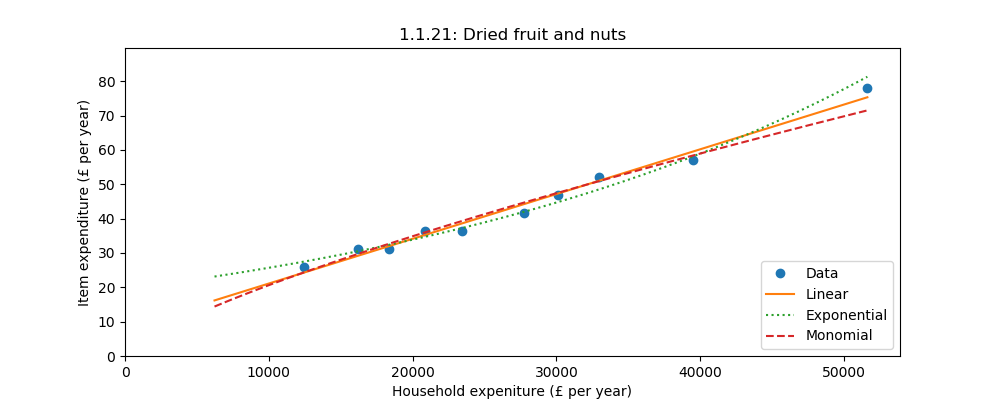 1.1.21: Dried fruit and nuts
Item expenditure (£ per year)
80
70
60
50
40
30
20
10
0
0 10000 20000 30000 40000 50000
Household expeniture (£ per year)
Data
Linear
Exponential
Monomial